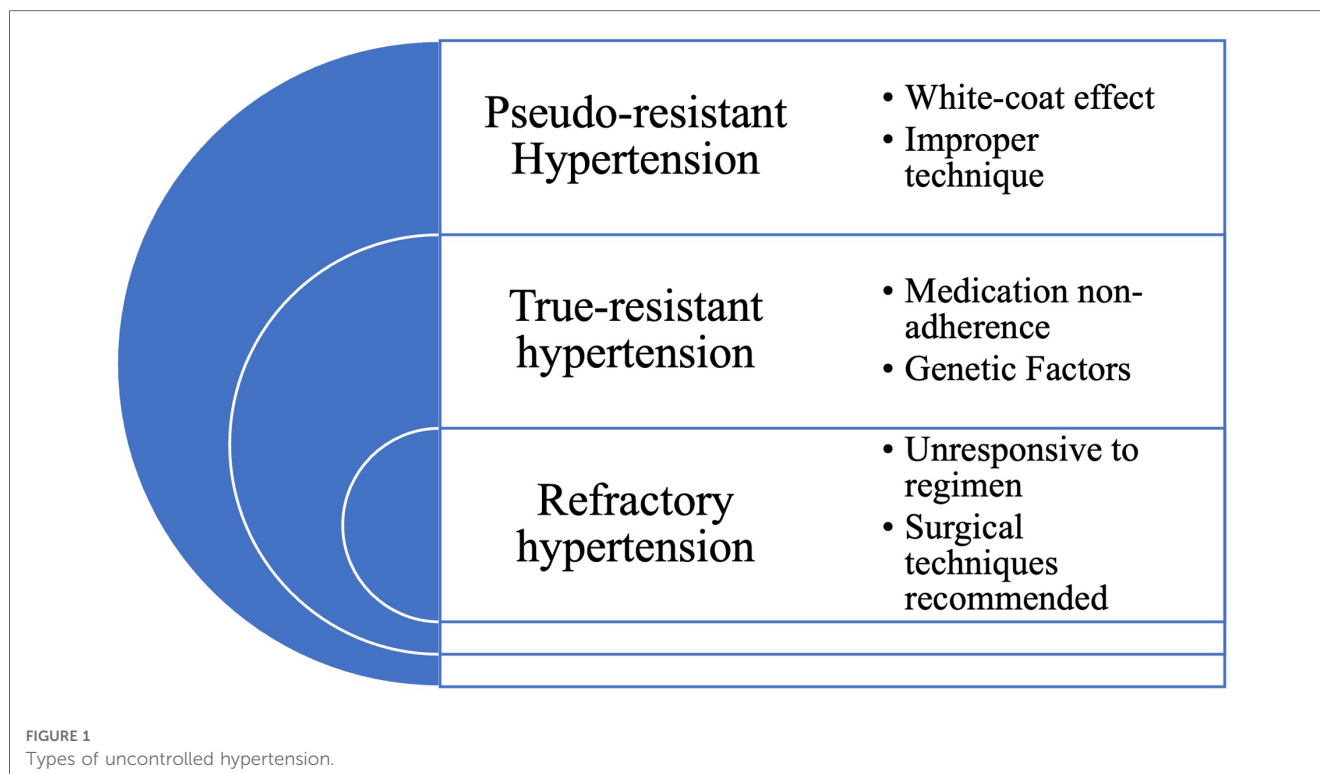 Pseudo-resistant
Hypertension
• White-coat effect
• Improper
technique
True-resistant
hypertension
• Medication non-
adherence
• Genetic Factors
Refractory
hypertension
• Unresponsive to
regimen
• Surgical
techniques
recommended
FIGURE 1
Types of uncontrolled hypertension.